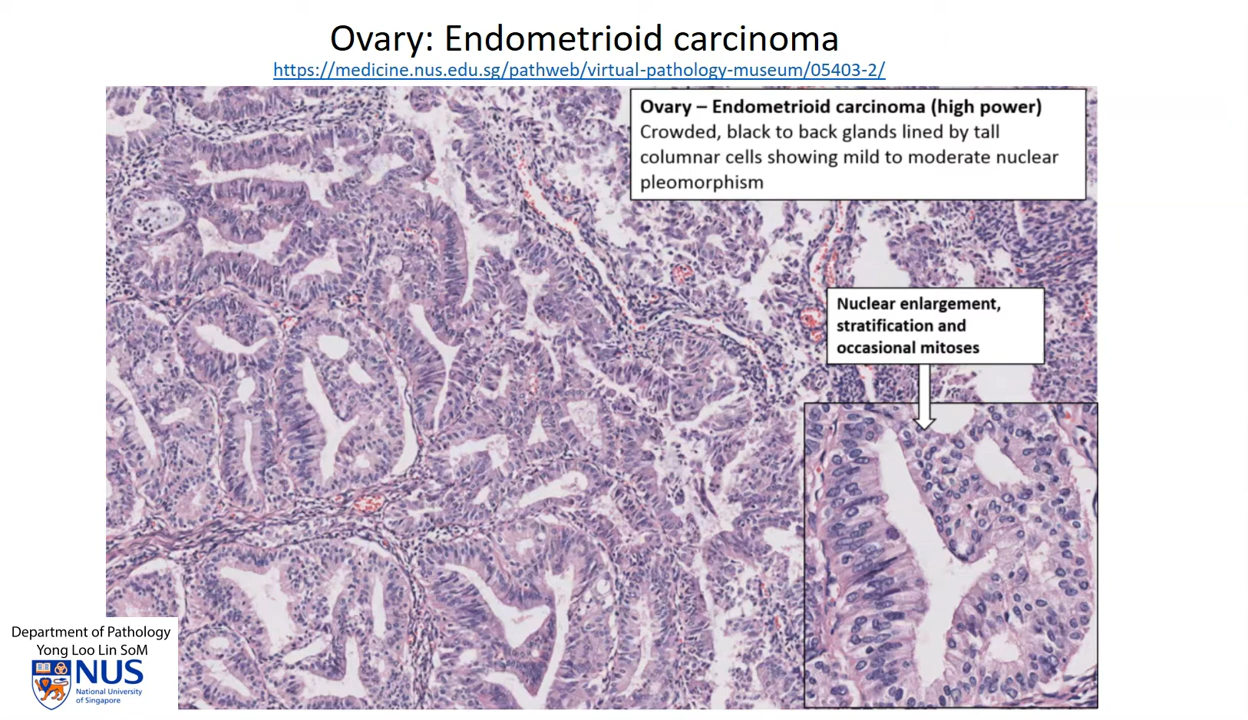 Ovary: Endometrioid carcinoma
https://medicine.nus.edu.sg/pathweb/virtual-pathology-museum/05403-2/
Ovary – Endometrioid carcinoma (high power)
Crowded, black to back glands lined by tall
columnar cells showing mild to moderate nuclear
pleomorphism
Nuclear enlargement,
stratification and
occasional mitoses
Department of Pathology
Yong Loo Lin SoM
NUS
National University
of Singapore